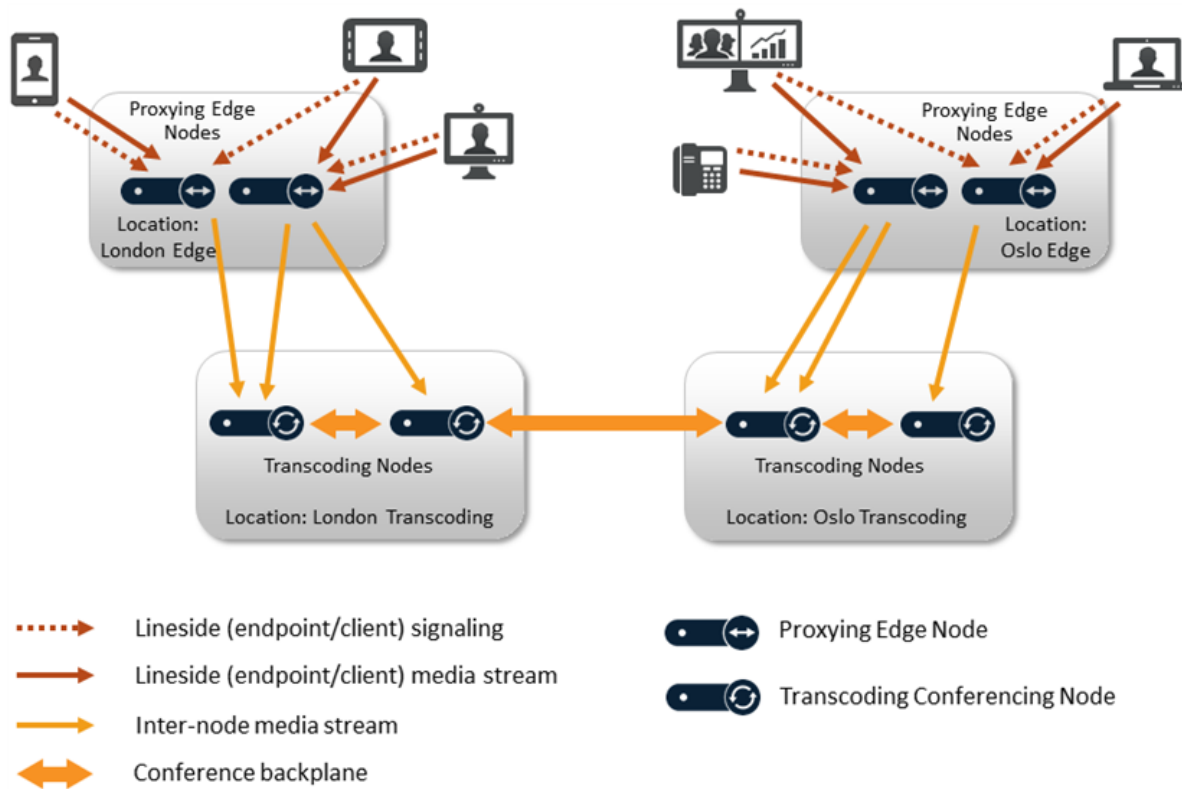 Proxying Edge
Nodes
Location:
London Edge
Proxying Edge
Nodes
Location:
Oslo Edge
Transcoding Nodes
Location: London Transcoding
Transcoding Nodes
Location: Oslo Transcoding
Lineside (endpoint/client) signaling
Lineside (endpoint/client) media stream
Inter-node media stream
Conference backplane
Proxying Edge Node
Transcoding Conferencing Node